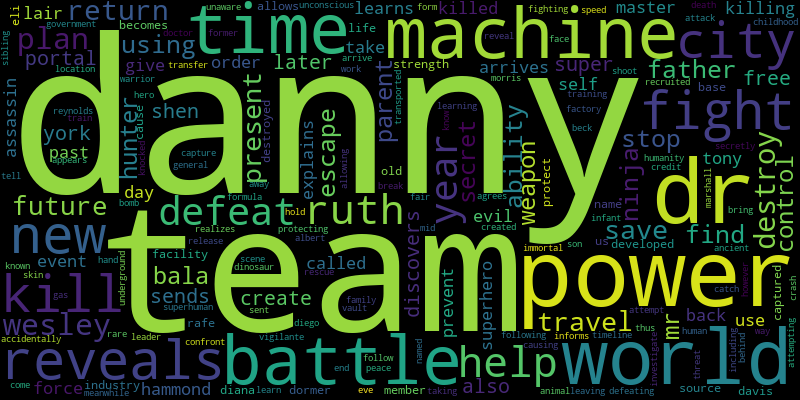 eli lair return time machine city
unaware unconscious allows learns form killed fighting speed master killing attack death childhood
government plan using becomes life take reveal arrives super father free
sibling portal give doctor former later face strength
location transfer order arrive work morris self
assassin warrior hunter shen present escape parent transported year secret ability shoot recruited base fight
york hero cause destroyed explains learning factory training stop
past train reynolds beck secretly
tell appears knocked capture general danny old allowing break know weapon protect ninja humanity credit tony marshall destroy control
future day bomb formula away fair agrees name infant dr bring
new realizes defeat protecting hold ruth mid evil created immortal son save us developed find ancient
event hand release albert called discovers team power captured crash
known skin underground facility bala scene dinosaur rescue prevent superhero
kill gas sends superhuman create sent family vault diego travel mr back use catch however
wesley rare leader rafe vigilante causing following timeline human attempt thus
accidentally confront named informs investigate threat including behind way attempting
reveals battle follow peace help world
come force industry hammond diana learn dormer end eve member taking also animal leaving defeating source davis
meanwhile